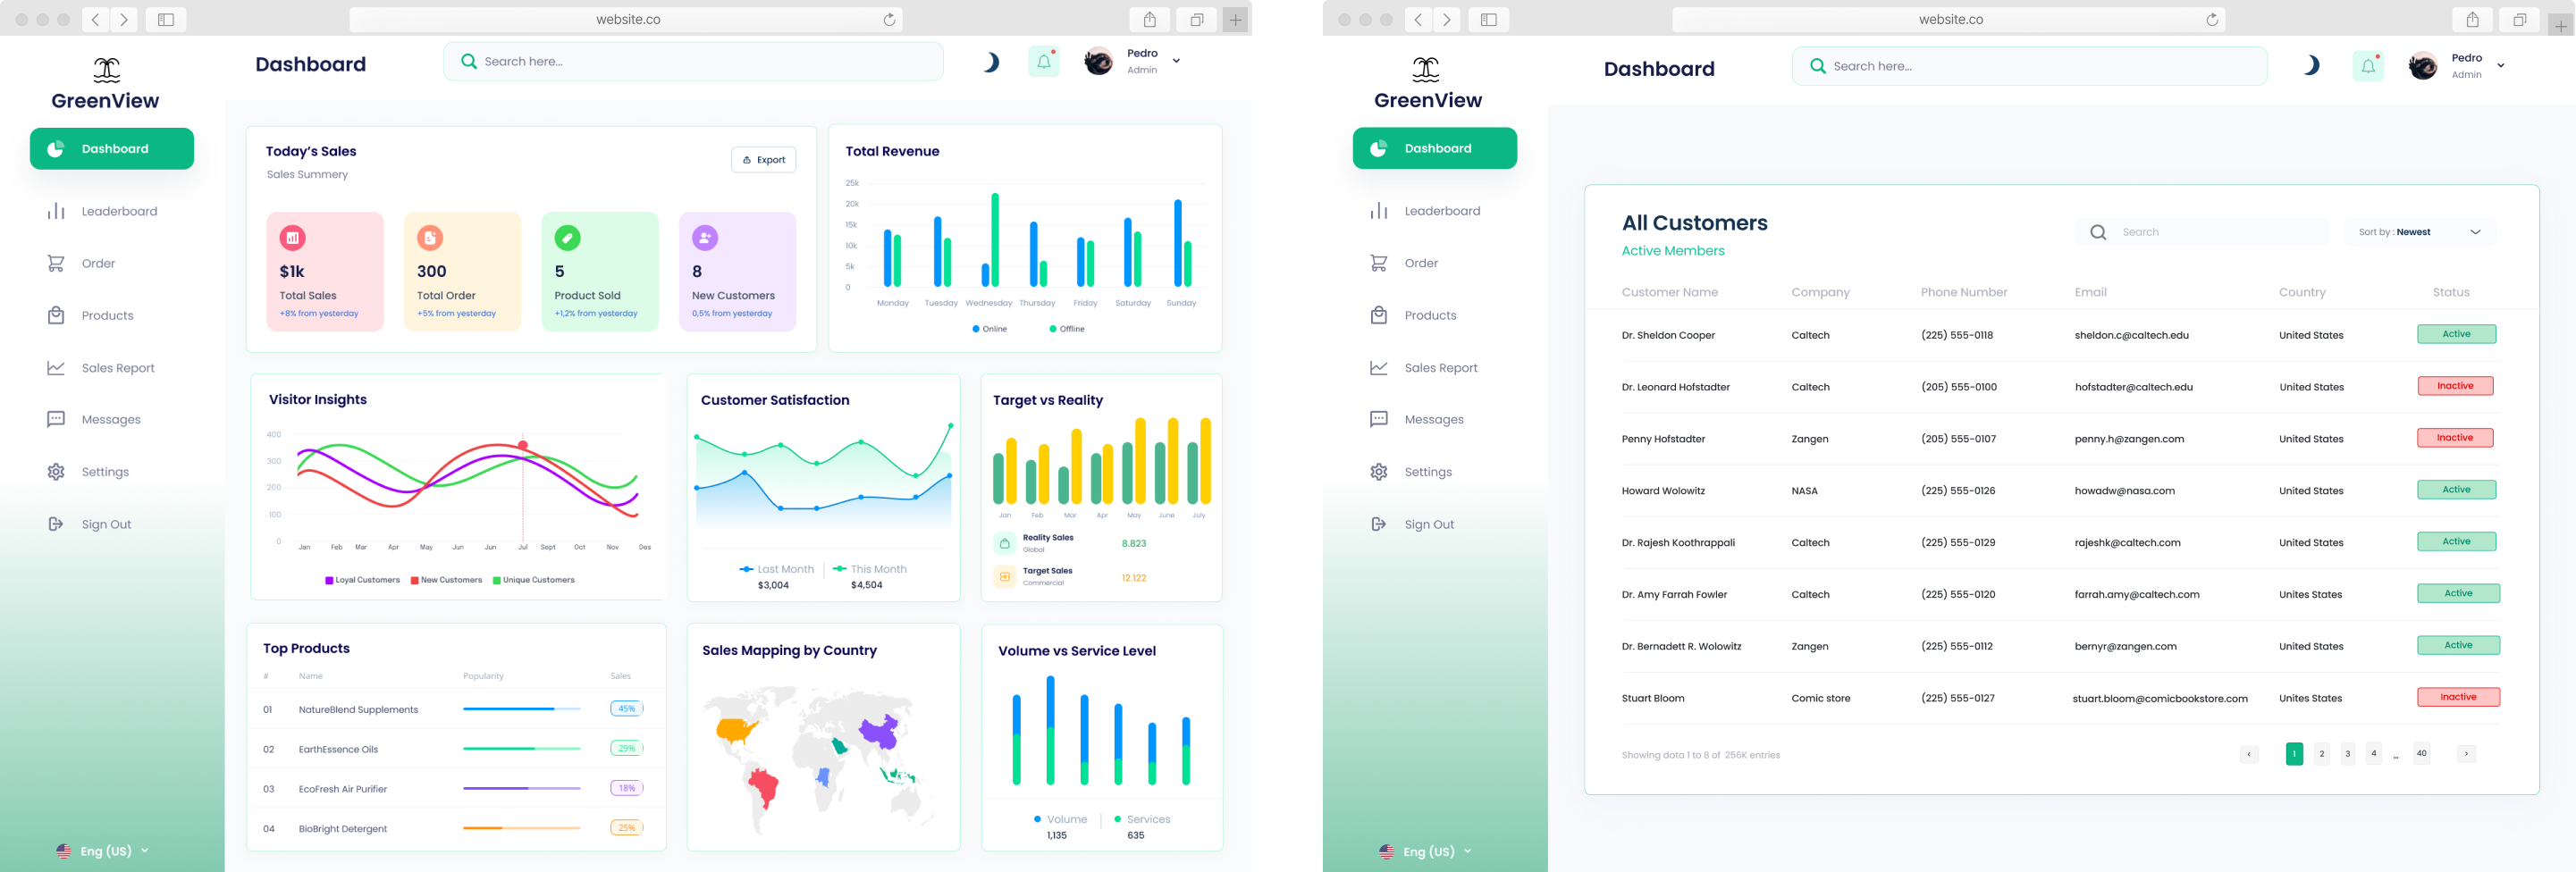 website.co
GreenView
Dashboard
Leaderboard
Order
Products
Sales Report
Messages
Settings
Sign Out
Eng (US)
Dashboard
Search here...
Pedro
Admin
Today's Sales
Sales Summery
Export
$1k
Total Sales
+8% from yesterday
300
Total Order
+5% from yesterday
5
Product Sold
+1,2% from yesterday
8
New Customers
0,5% from yesterday
Total Revenue
25k
20k
15k
10k
5k
0
Monday Tuesday Wednesday Thursday Friday Saturday Sunday
Online Offline
Visitor Insights
400
300
200
100
0
Jan Feb Mar Apr May Jun Jun Jul Sept Oct Nov Des
Loyal Customers New Customers Unique Customers
Customer Satisfaction
Last Month This Month
$3,004 $4,504
Target vs Reality
Jan Feb Mar Apr May June July
Reality Sales
Global
8.823
Target Sales
Commercial
12.122
Top Products
# Name Popularity Sales
01 NatureBlend Supplements 45%
02 EarthEssence Oils 29%
03 EcoFresh Air Purifier 18%
04 BioBright Detergent 25%
Sales Mapping by Country
Volume vs Service Level
Volume Services
1,135 635
website.co
GreenView
Dashboard
Leaderboard
Order
Products
Sales Report
Messages
Settings
Sign Out
Eng (US)
Dashboard
Search here...
Pedro
Admin
All Customers
Active Members
Search
Sort by : Newest
Customer Name Company Phone Number Email Country Status
Dr. Sheldon Cooper Caltech (225) 555-0118 sheldon.c@caltech.edu United States Active
Dr. Leonard Hofstadter Caltech (205) 555-0100 hofstadter@caltech.edu United States Inactive
Penny Hofstadter Zangen (205) 555-0107 penny.h@zangen.com United States Inactive
Howard Wolowitz NASA (225) 555-0126 howadw@nasa.com United States Active
Dr. Rajesh Koothrappali Caltech (225) 555-0129 rajeshk@caltech.com United States Active
Dr. Amy Farrah Fowler Caltech (225) 555-0120 farrah.amy@caltech.com Unites States Active
Dr. Bernadett R. Wolowitz Zangen (225) 555-0112 bernyr@zangen.com United States Active
Stuart Bloom Comic store (225) 555-0127 stuart.bloom@comicbookstore.com Unites States Inactive
Showing data 1 to 8 of 256K entries
< 1 2 3 4 ... 40 >